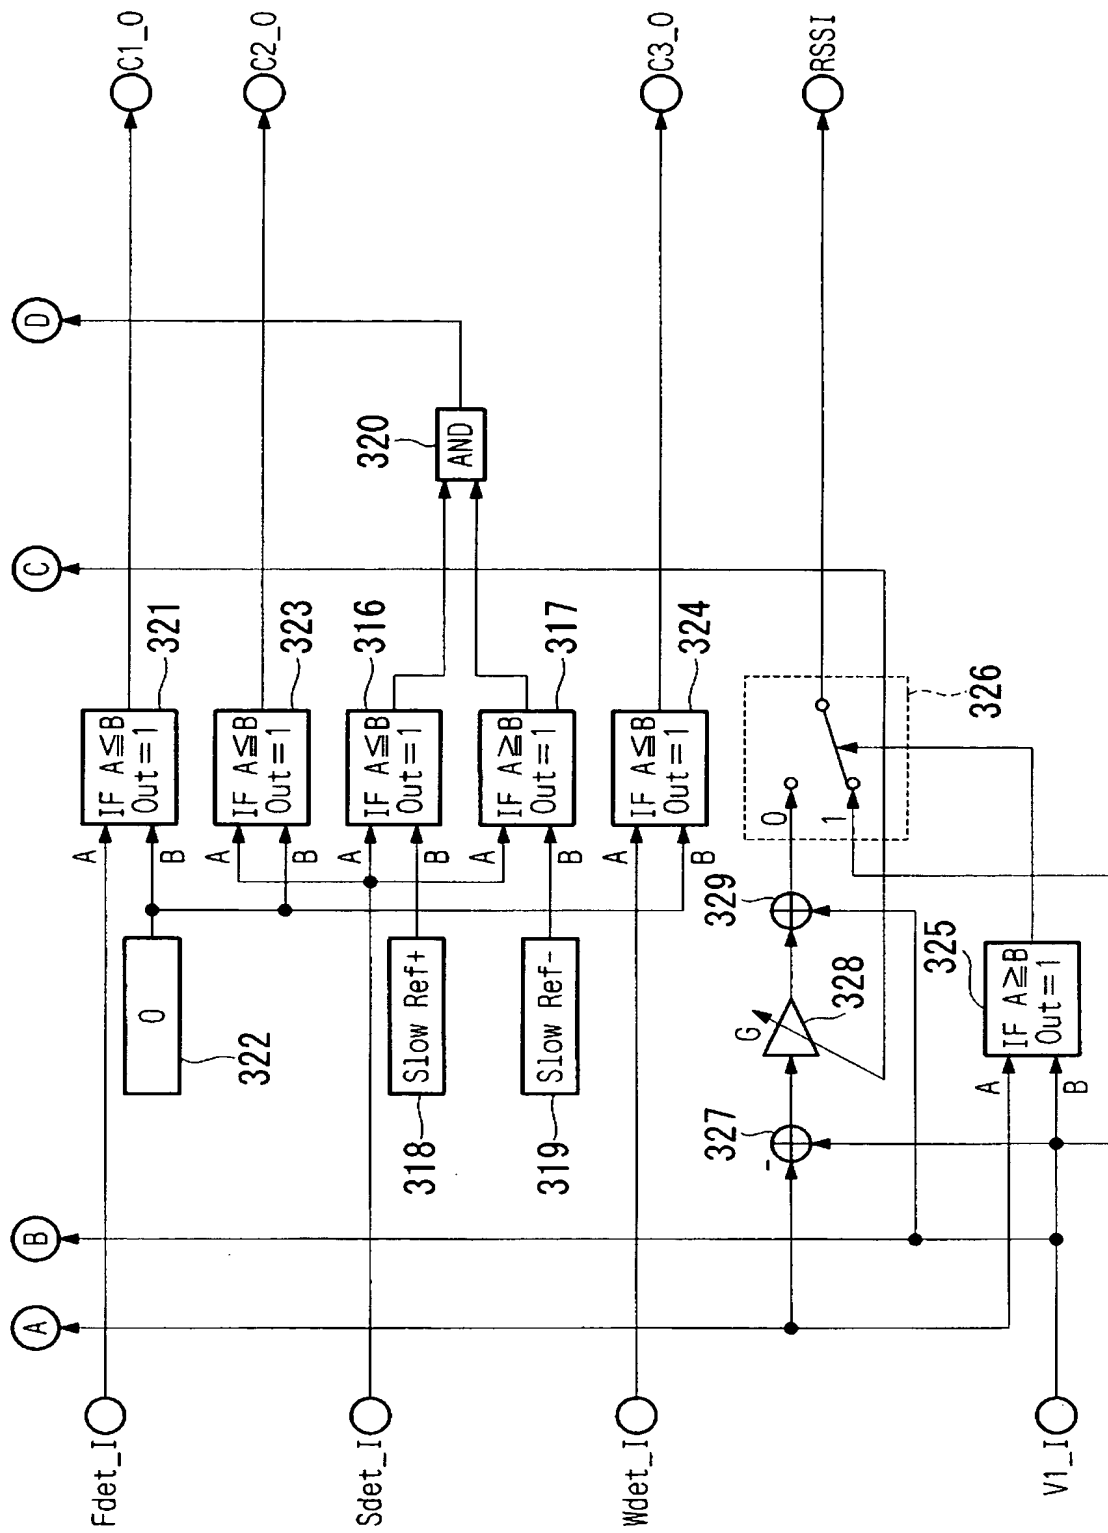 Fdet_I
Sdet_I
Wdet_I
V1_I
A
B
C
D
C1_O
C2_O
C3_O
RSSI
0
322
Slow Ref+
318
Slow Ref-
319
A
B
IF A≦B
Out=1
321
A
B
IF A≦B
Out=1
323
A
B
IF A≦B
Out=1
316
A
B
IF A≧B
Out=1
317
AND
320
A
B
IF A≦B
Out=1
324
-
327
G
328
329
0
1
326
A
B
IF A≧B
Out=1
325